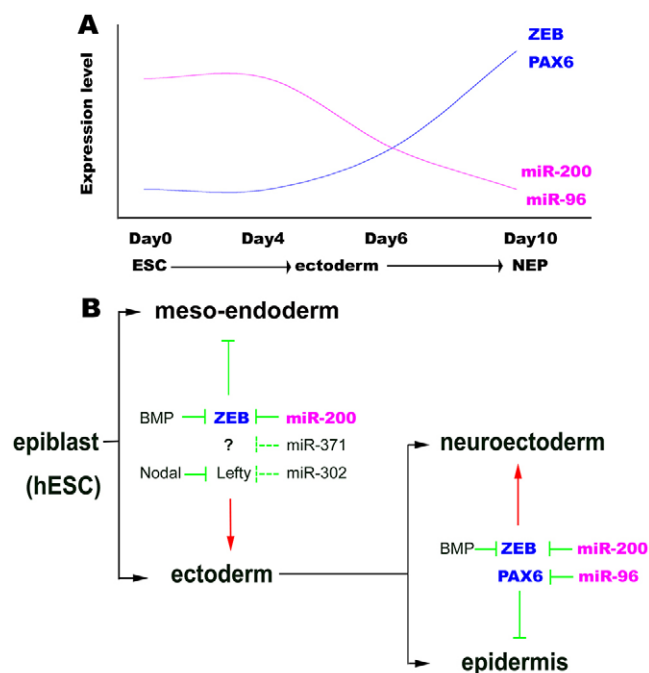 A
Expression level
ZEB
PAX6
miR-200
miR-96
Day0 Day4 Day6 Day10
ESC ectoderm NEP
B
meso-endoderm
BMP ZEB miR-200
? miR-371
Nodal Lefty miR-302
epiblast
(hESC)
ectoderm
neuroectoderm
BMP ZEB miR-200
PAX6 miR-96
epidermis